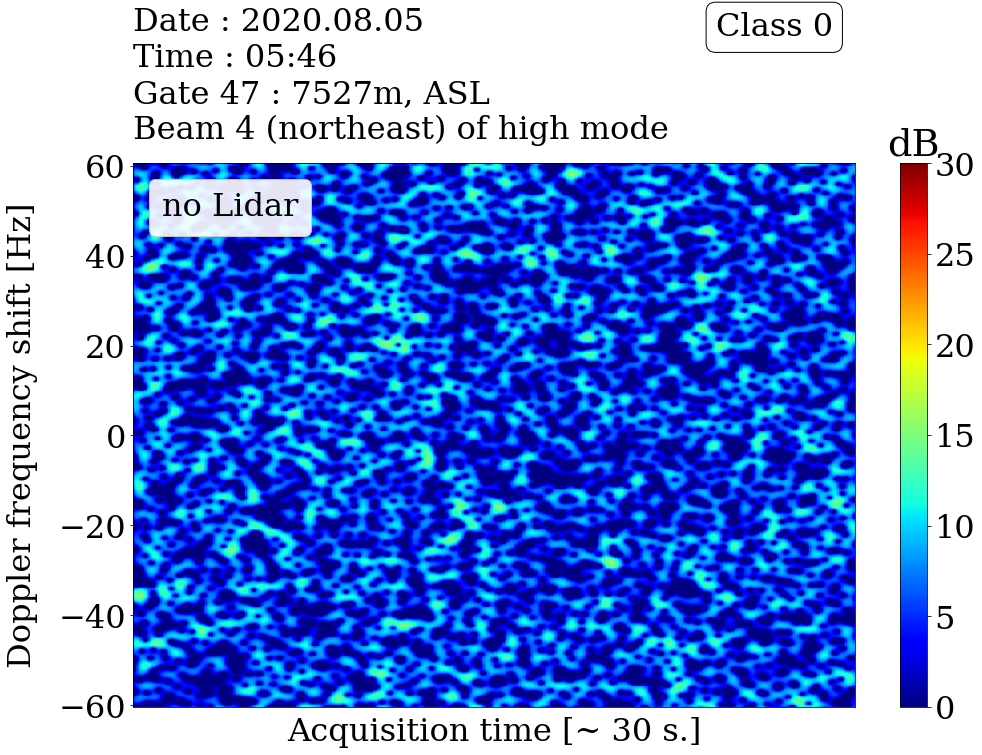 Date : 2020.08.05
Time : 05:46
Gate 47 : 7527m, ASL
Beam 4 (northeast) of high mode
Class 0
dB
no Lidar
60
40
20
0
−20
−40
−60
Doppler frequency shift [Hz]
Acquisition time [~ 30 s.]
30
25
20
15
10
5
0